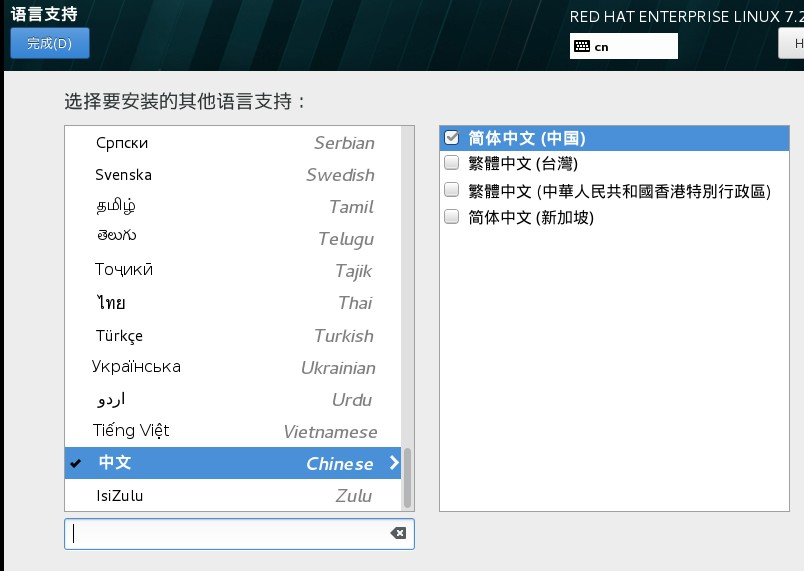 语言支持
RED HAT ENTERPRISE LINUX 7.2
完成(D)
cn
H
选择要安装的其他语言支持：
Српски Serbian
Svenska Swedish
தமிழ் Tamil
తెలుగు Telugu
Тоҷикӣ Tajik
ไทย Thai
Türkçe Turkish
Українська Ukrainian
اردو Urdu
Tiếng Việt Vietnamese
中文 Chinese
IsiZulu Zulu
简体中文 (中国)
繁體中文 (台灣)
繁體中文 (中華人民共和國香港特別行政區)
简体中文 (新加坡)